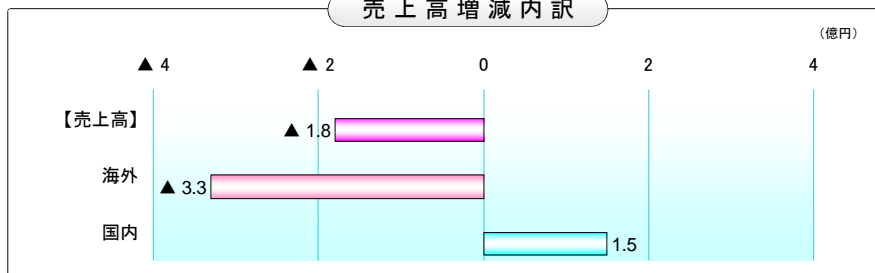 売上高増減内訳
（億円）
▲ 4 ▲ 2 0 2 4
【売上高】 ▲ 1.8
海外 ▲ 3.3
国内 1.5